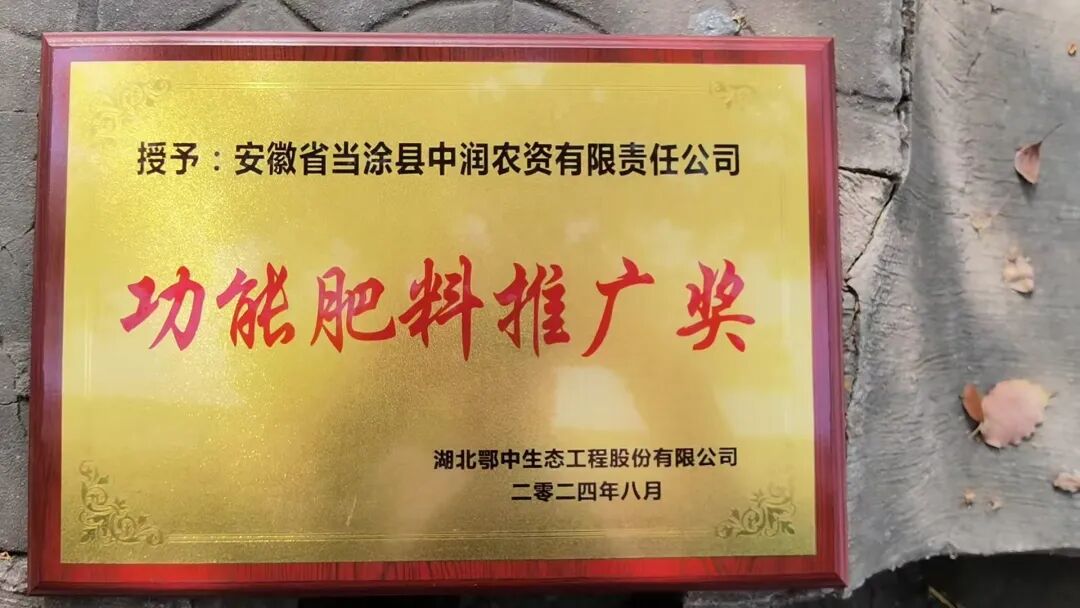 授予：安徽省当涂县中润农资有限责任公司
功能肥料推广奖
湖北鄂中生态工程股份有限公司
二零二四年八月